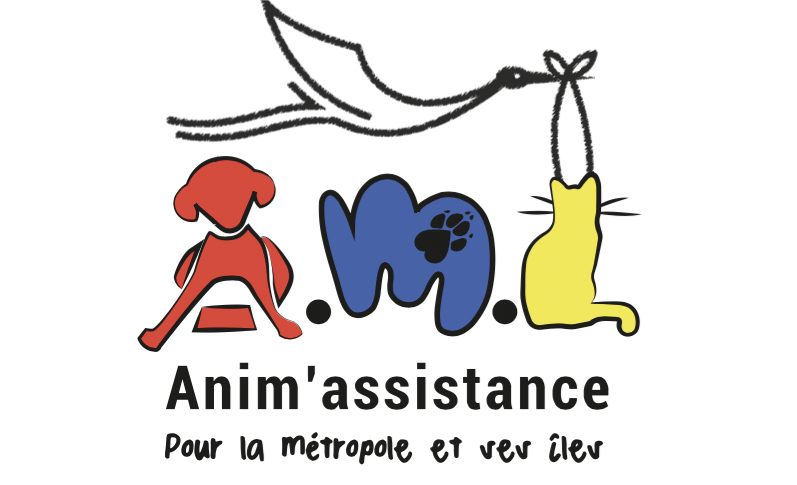 A.m.i
Anim'assistance
Pour la métropole et ses îles